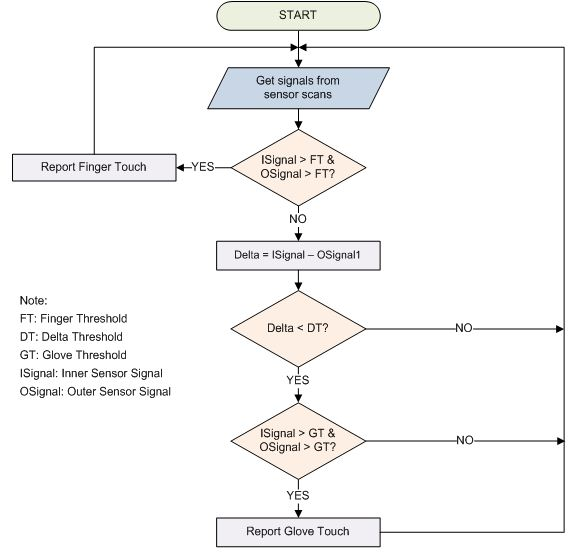 START
Get signals from
sensor scans
ISignal > FT &
OSignal > FT?
YES
Report Finger Touch
NO
Delta = ISignal – OSignal1
Delta < DT?
NO
YES
ISignal > GT &
OSignal > GT?
NO
YES
Report Glove Touch
Note:
FT: Finger Threshold
DT: Delta Threshold
GT: Glove Threshold
ISignal: Inner Sensor Signal
OSignal: Outer Sensor Signal